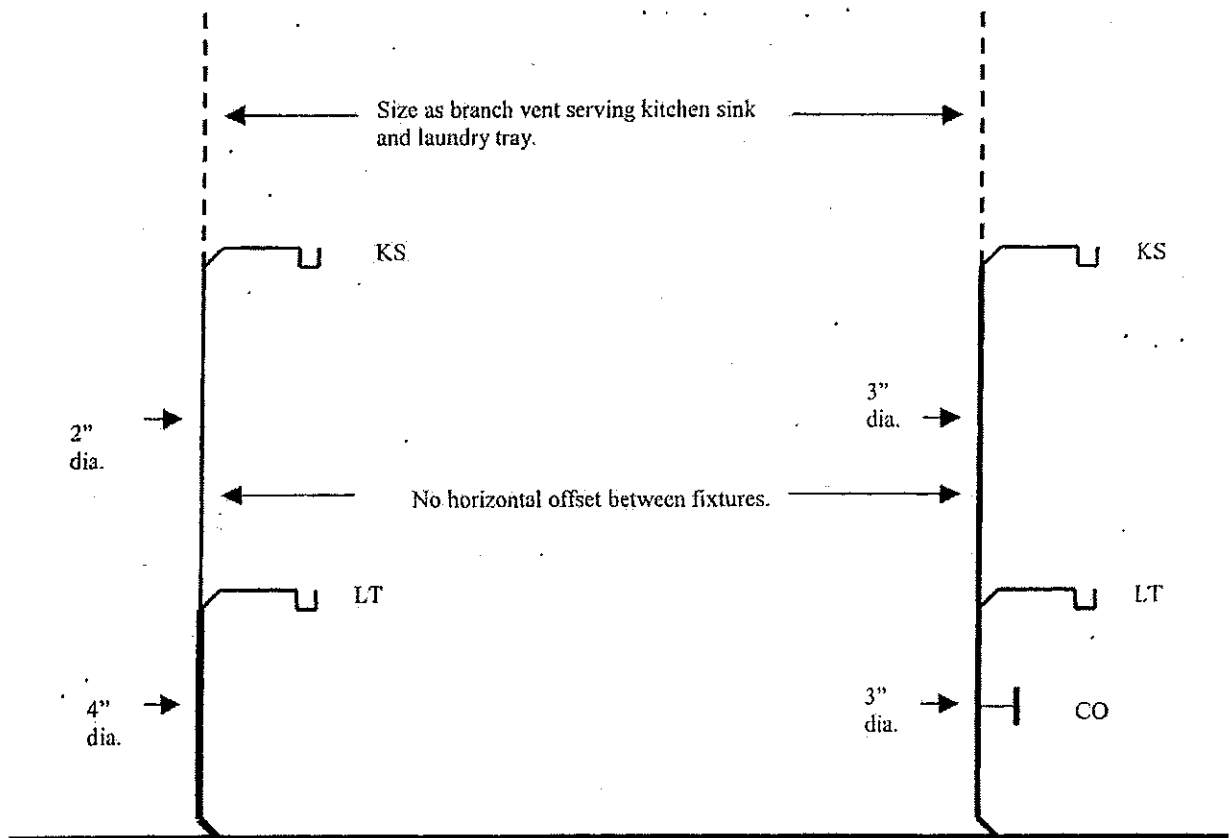 Size as branch vent serving kitchen sink
and laundry tray.
KS
KS
2”
dia.
3”
dia.
No horizontal offset between fixtures.
LT
LT
4”
dia.
3”
dia.
CO